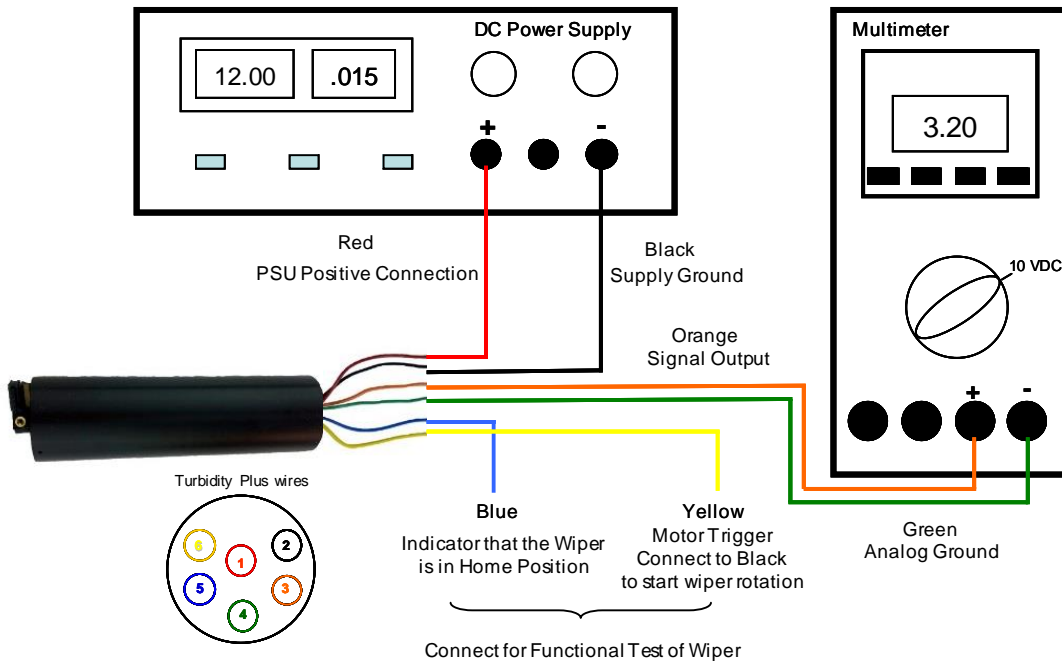 DC Power Supply
12.00
.015
+
-
Multimeter
3.20
10 VDC
+
-
Red
PSU Positive Connection
Black
Supply Ground
Orange
Signal Output
Turbidity Plus wires
6
1
2
5
3
4
Blue
Indicator that the Wiper
is in Home Position
Yellow
Motor Trigger
Connect to Black
to start wiper rotation
Green
Analog Ground
Connect for Functional Test of Wiper